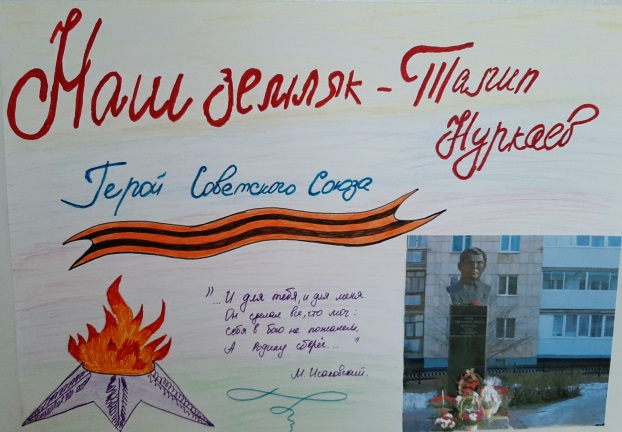 Наш земляк - Талип
Нуркаев
Герой Советского Союза
"... И для тебя, и для меня
Он сделал все, что мог:
Себя в бою не пожалел,
А Родину сберёг..."
М. Исаковский.